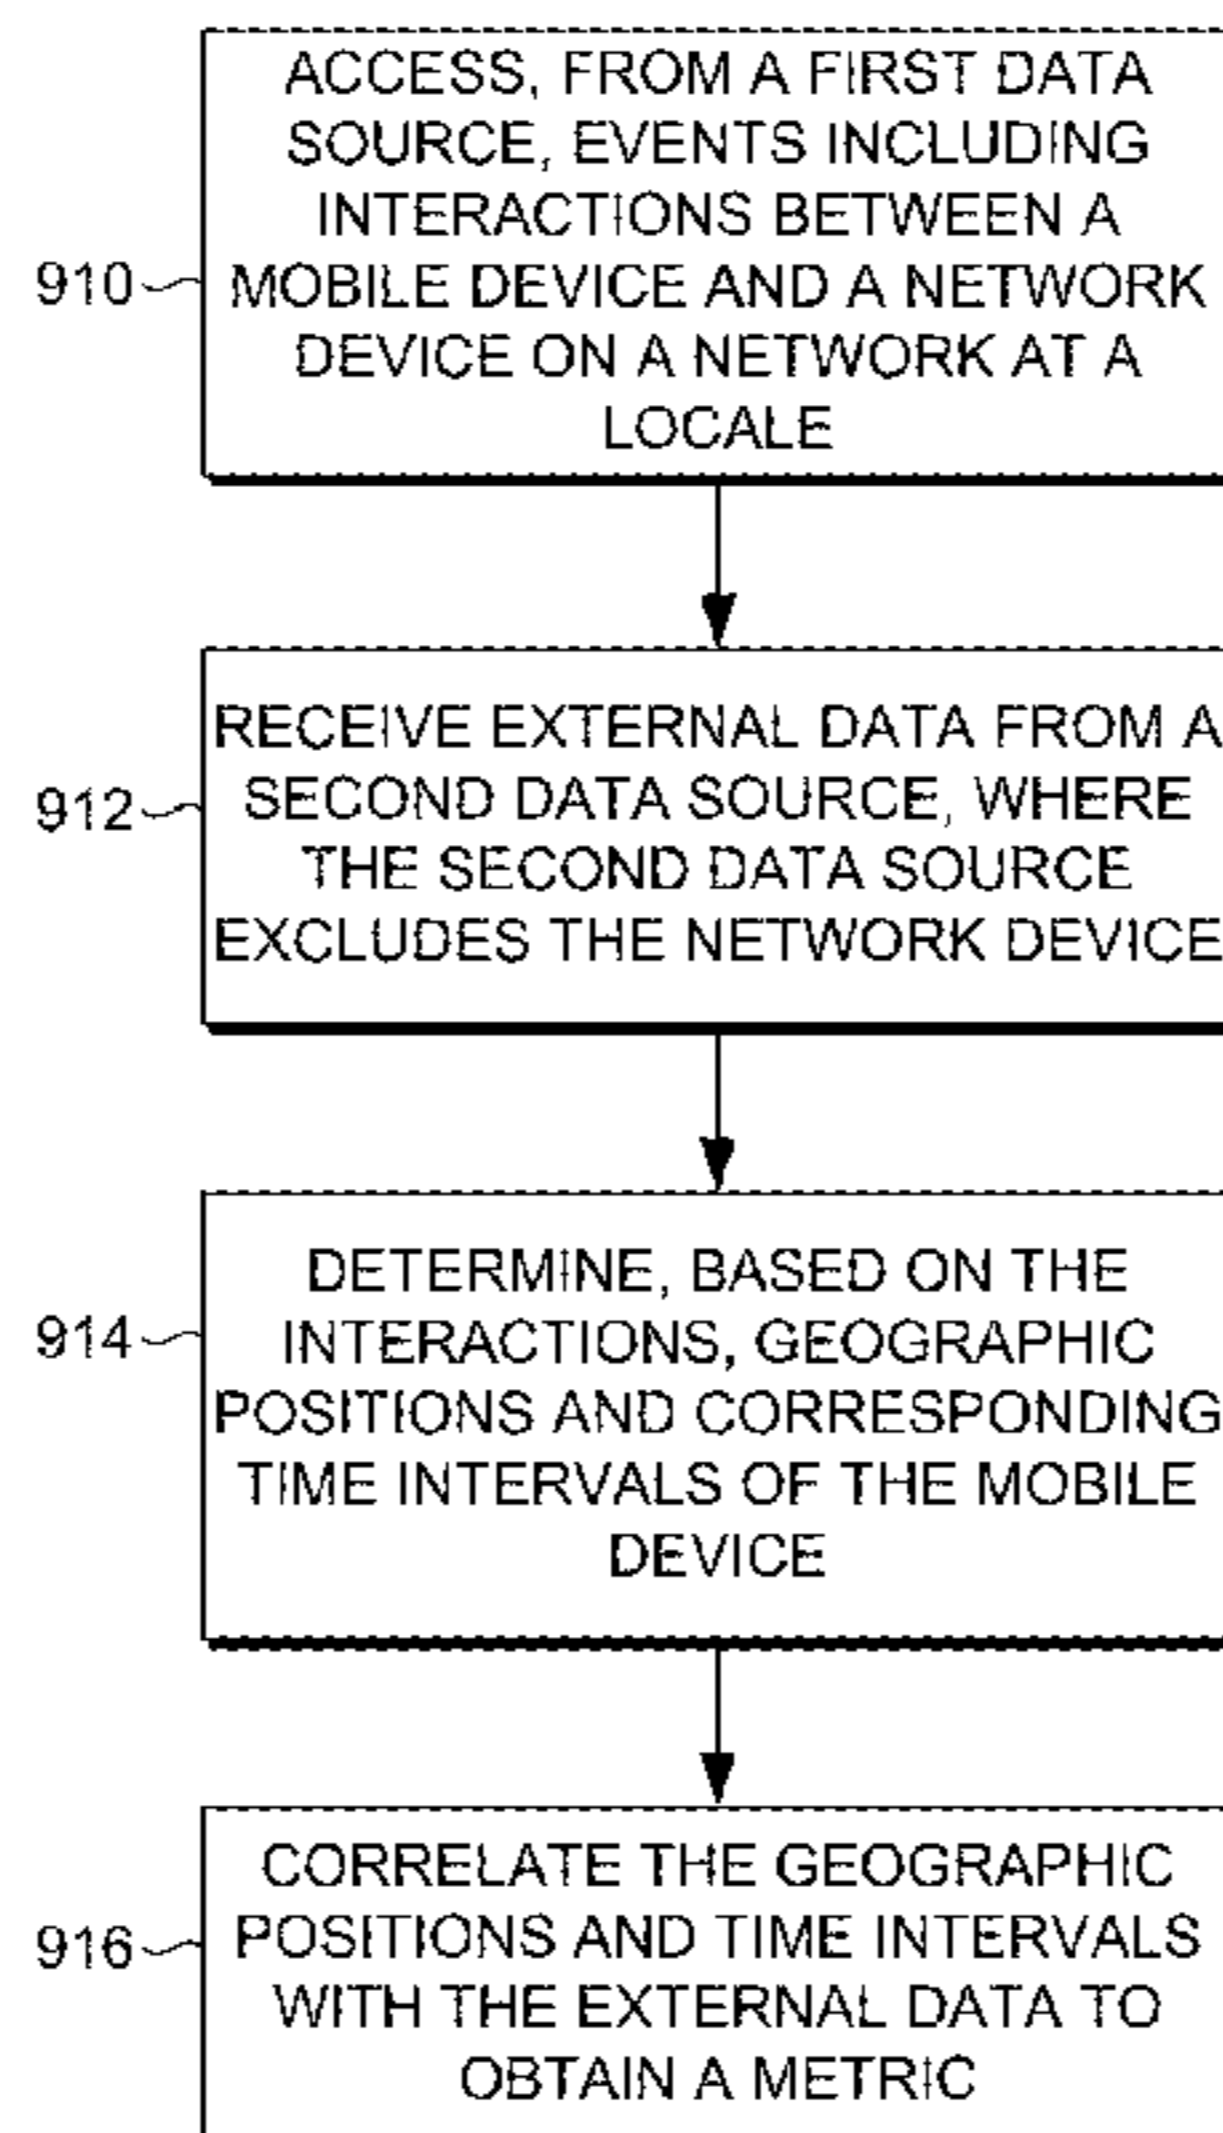 ACCESS, FROM A FIRST DATA
SOURCE, EVENTS INCLUDING
INTERACTIONS BETWEEN A
910
MOBILE DEVICE AND A NETWORK
DEVICE ON A NETWORK AT A
LOCALE
RECEIVE EXTERNAL DATA FROM A
912
SECOND DATA SOURCE, WHERE
THE SECOND DATA SOURCE
EXCLUDES THE NETWORK DEVICE
DETERMINE, BASED ON THE
914
INTERACTIONS, GEOGRAPHIC
POSITIONS AND CORRESPONDING
TIME INTERVALS OF THE MOBILE
DEVICE
CORRELATE THE GEOGRAPHIC
916
POSITIONS AND TIME INTERVALS
WITH THE EXTERNAL DATA TO
OBTAIN A METRIC